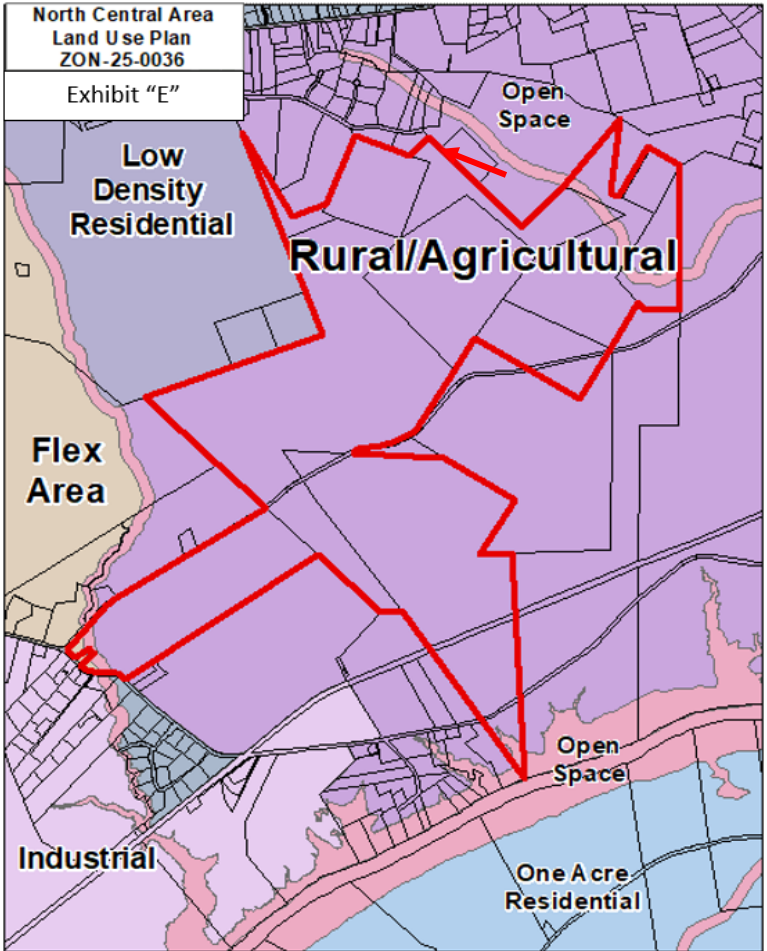 North Central Area
Land Use Plan
ZON-25-0036
Exhibit “E”
Open
Space
Low
Density
Residential
Rural/Agricultural
Flex
Area
Open
Space
Industrial
One Acre
Residential